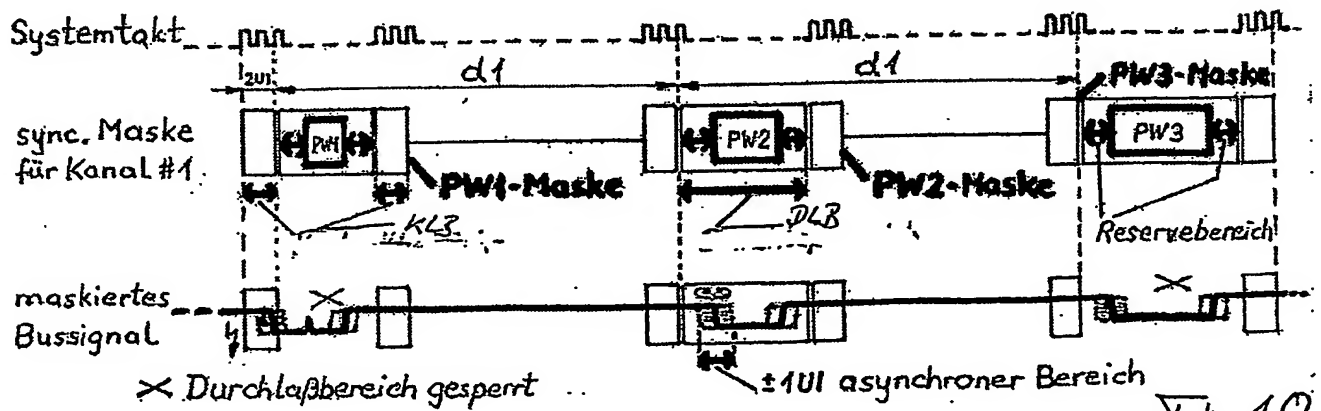 Systemtakt
2UI
d1
d1
PW3-Maske
sync. Maske
für Kanal #1
PW1
PW2
PW3
PW1-Maske
PW2-Maske
KLB
DLB
Reservebereich
maskiertes
Bussignal
× Durchlaßbereich gesperrt
±1UI asynchroner Bereich